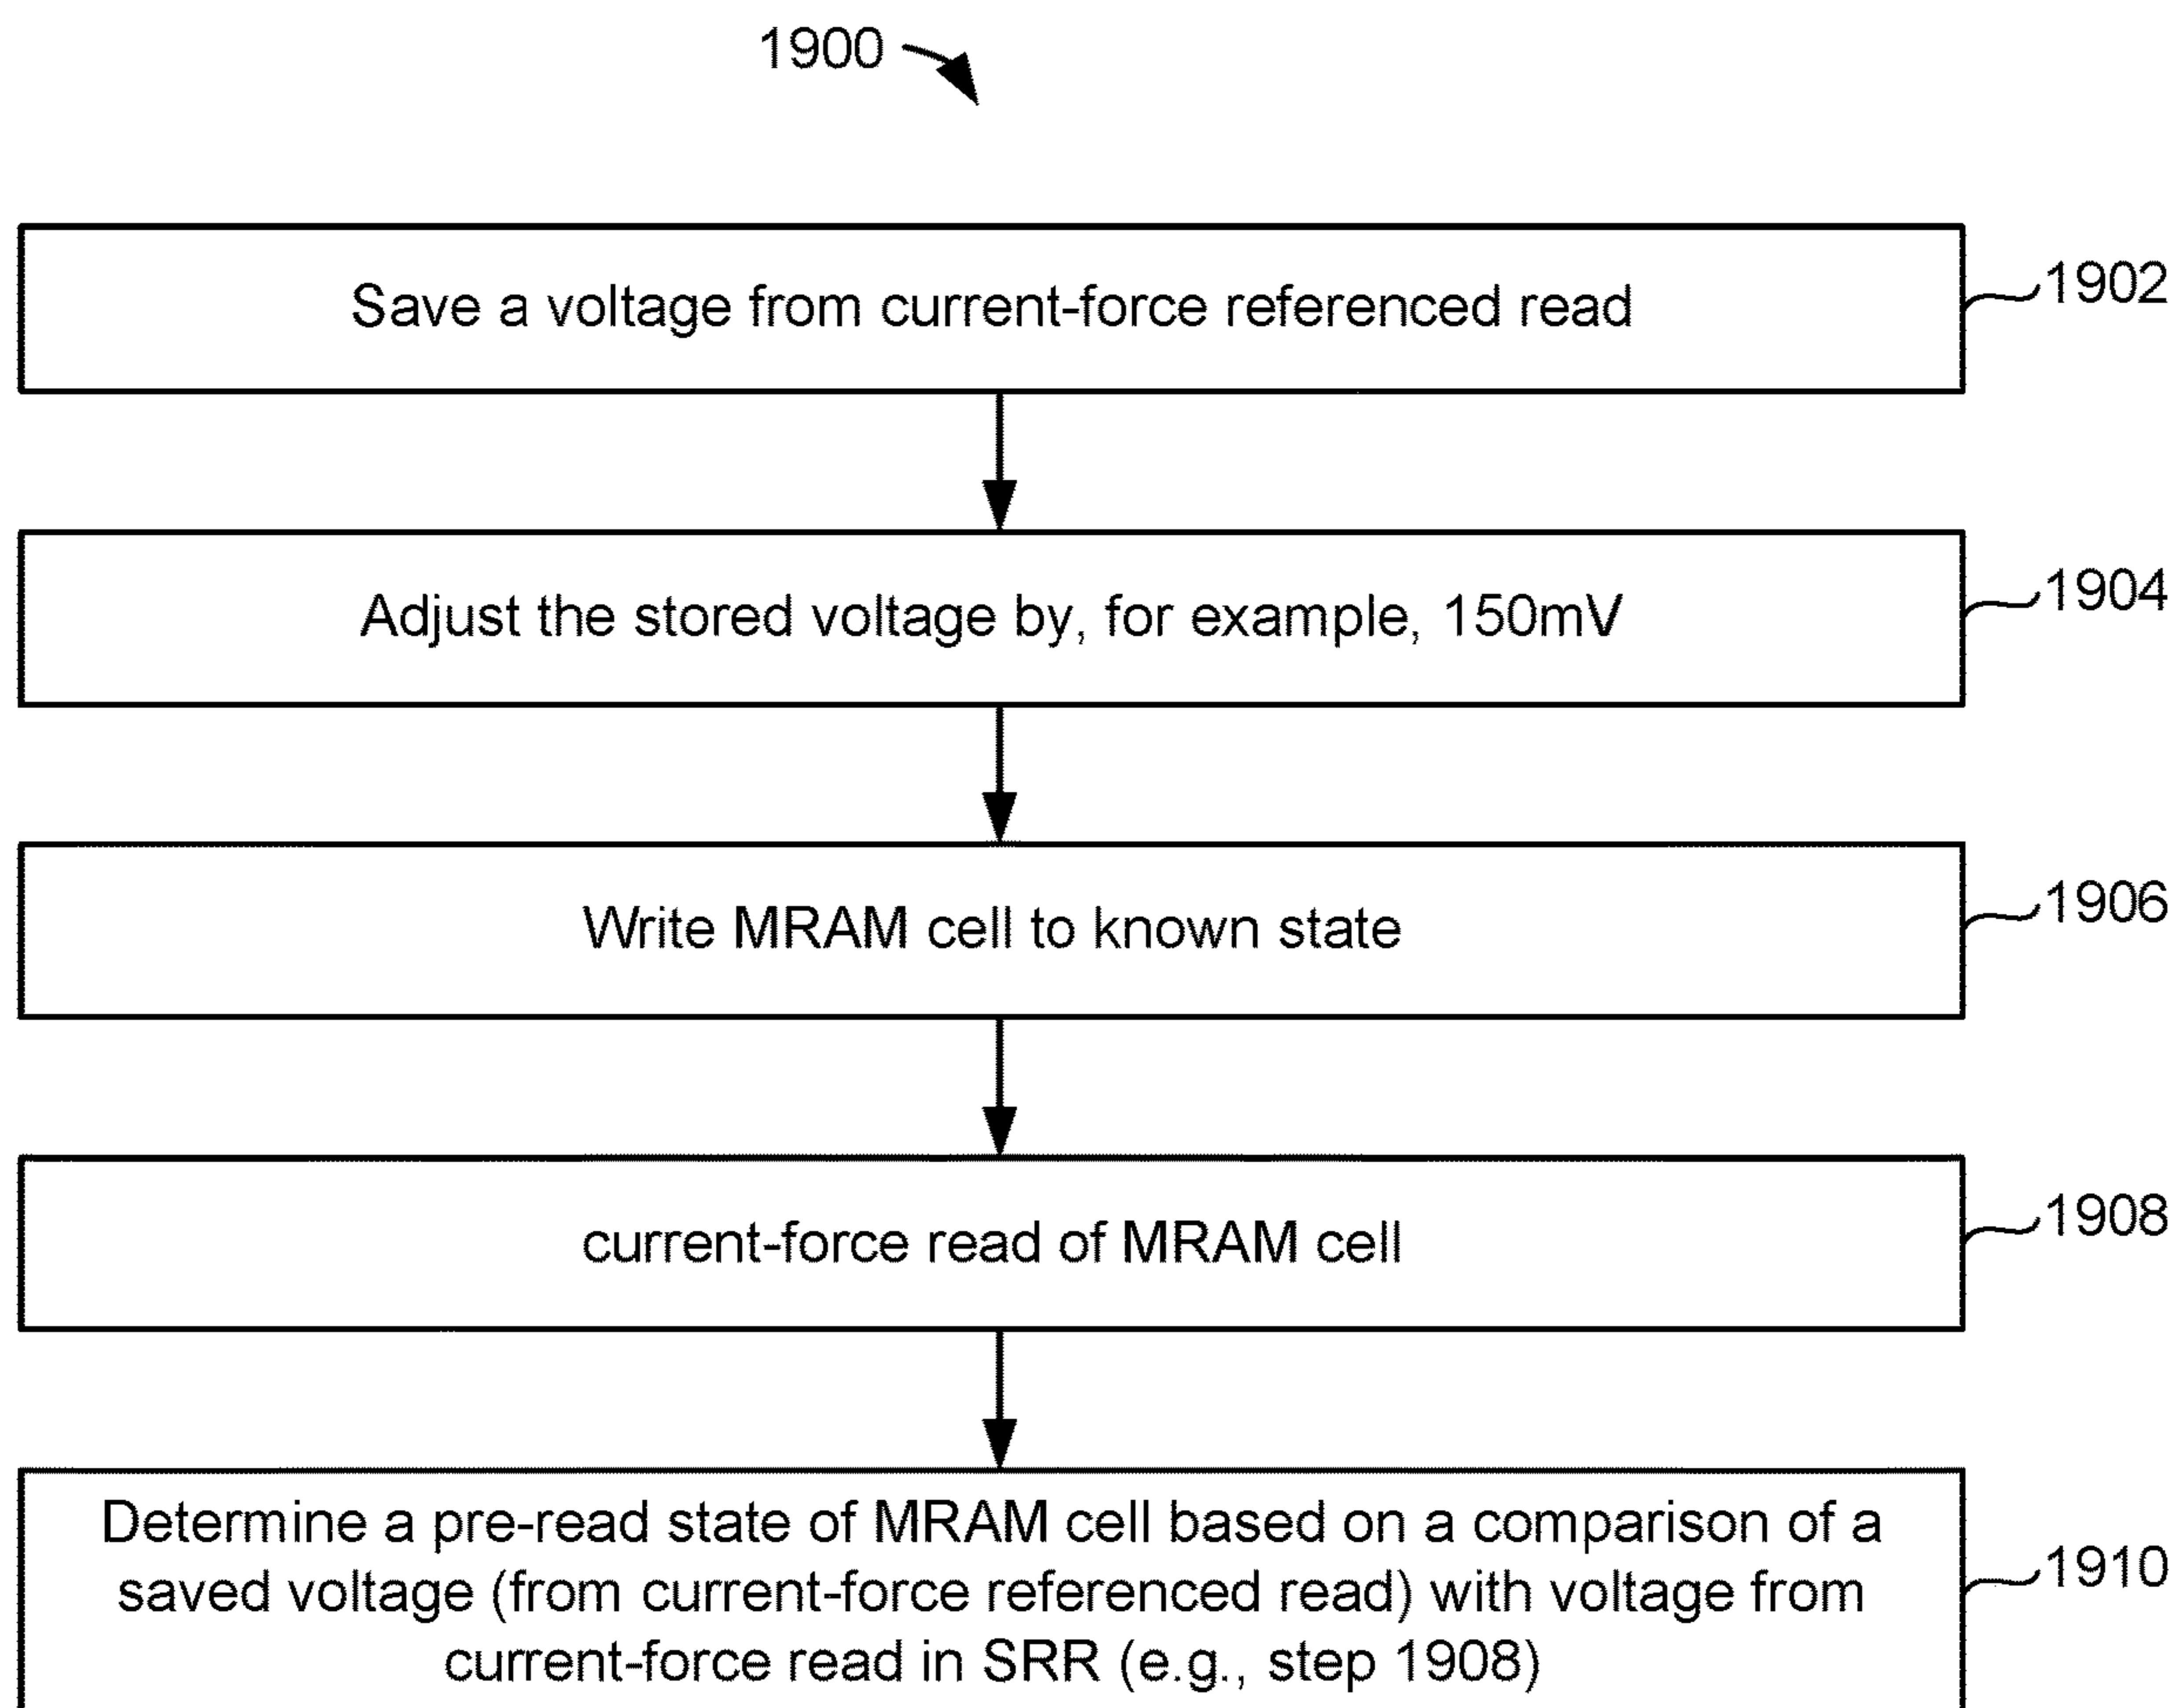 1900
Save a voltage from current-force referenced read
1902
Adjust the stored voltage by, for example, 150mV
1904
Write MRAM cell to known state
1906
current-force read of MRAM cell
1908
Determine a pre-read state of MRAM cell based on a comparison of a
saved voltage (from current-force referenced read) with voltage from
current-force read in SRR (e.g., step 1908)
1910